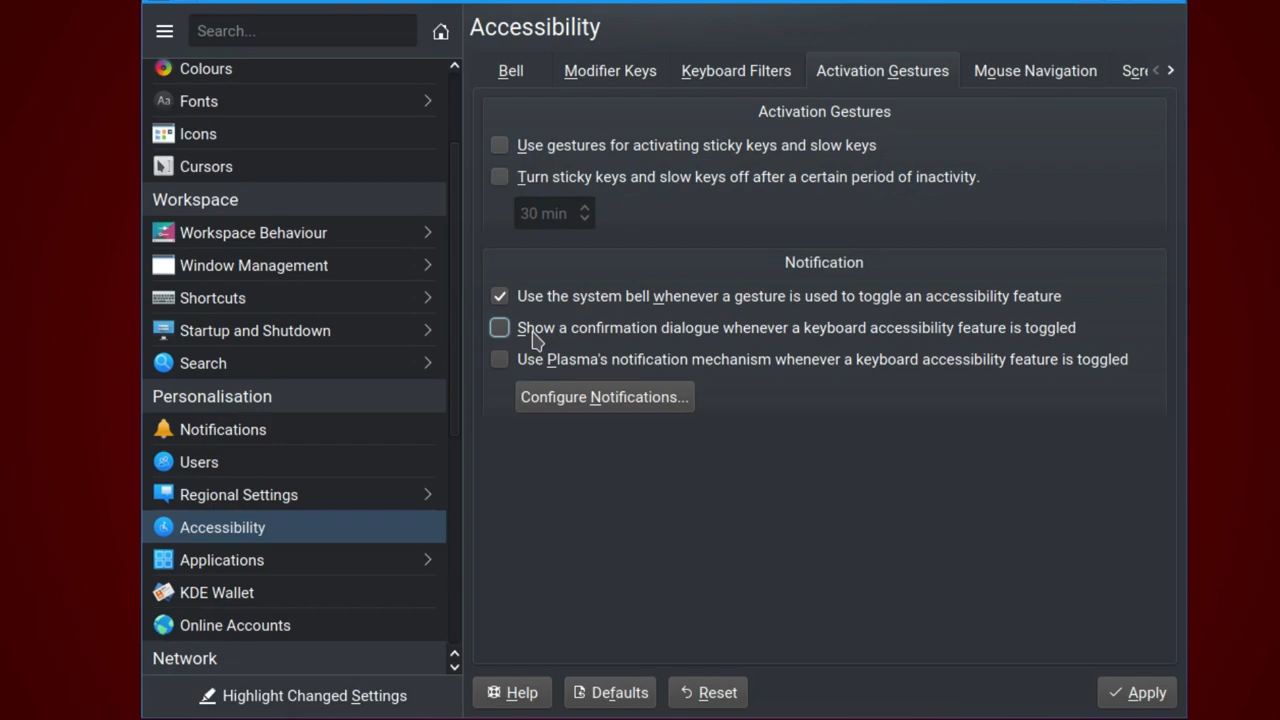 Search...
Colours
Fonts
Icons
Cursors
Workspace
Workspace Behaviour
Window Management
Shortcuts
Startup and Shutdown
Search
Personalisation
Notifications
Users
Regional Settings
Accessibility
Applications
KDE Wallet
Online Accounts
Network
Highlight Changed Settings
Accessibility
Bell Modifier Keys Keyboard Filters Activation Gestures Mouse Navigation Scre
Activation Gestures
Use gestures for activating sticky keys and slow keys
Turn sticky keys and slow keys off after a certain period of inactivity.
30 min
Notification
Use the system bell whenever a gesture is used to toggle an accessibility feature
Show a confirmation dialogue whenever a keyboard accessibility feature is toggled
Use Plasma's notification mechanism whenever a keyboard accessibility feature is toggled
Configure Notifications...
Help Defaults Reset Apply